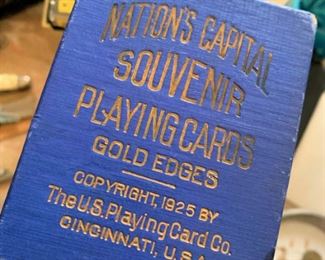 NATION'S CAPITAL
SOUVENIR
PLAYING CARDS
GOLD EDGES
COPYRIGHT, 1925 BY
The U.S. Playing Card Co.
CINCINNATI, U.S.A.